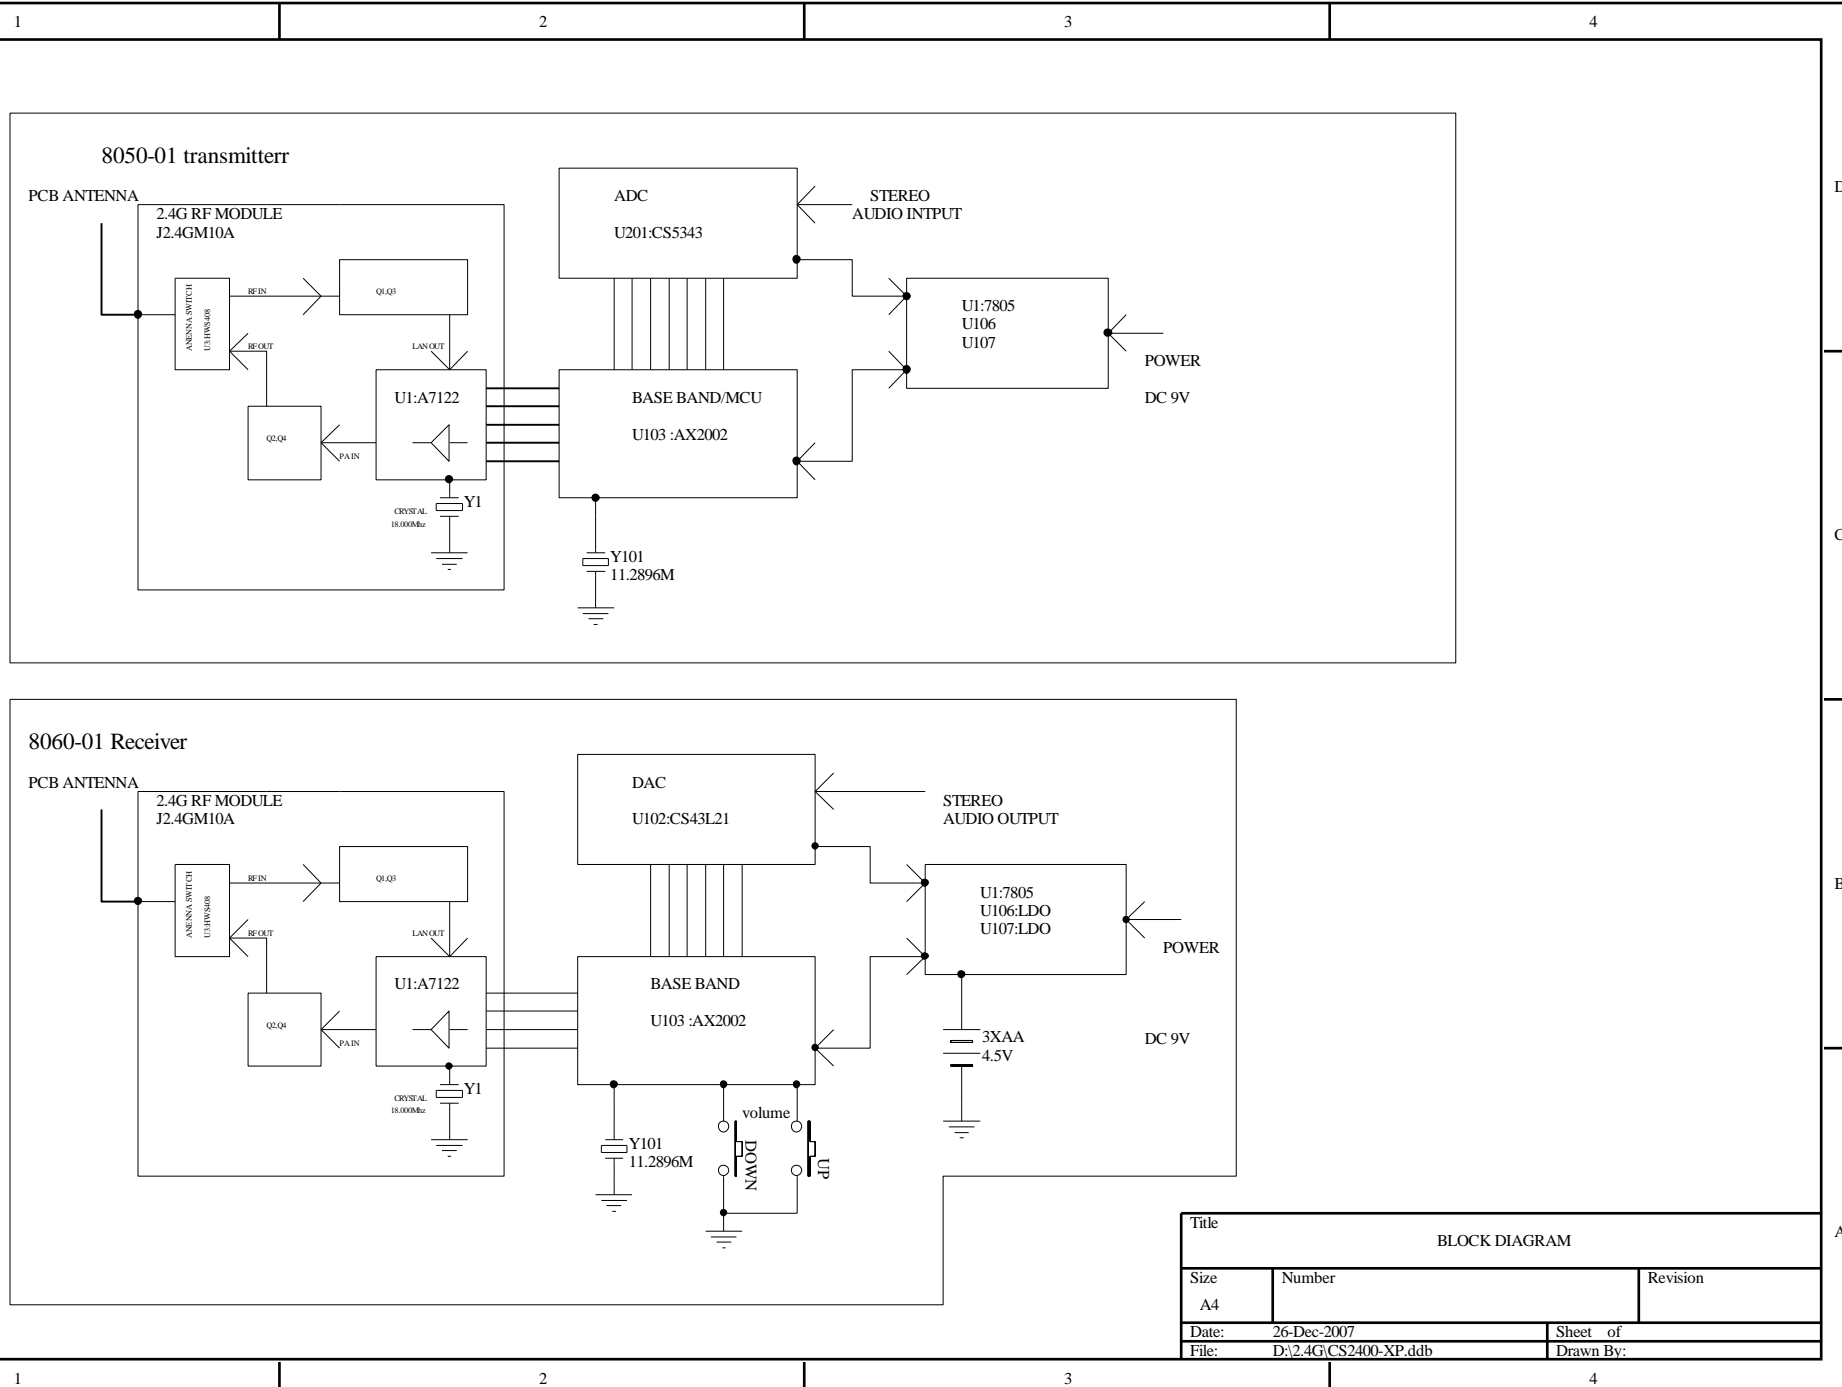 1 2 3 4
8050-01 transmitterr
PCB ANTENNA
2.4G RF MODULE
J2.4GM10A
ANENNA SWITCH
U3:HWS408
RF IN
RF OUT
Q1,Q3
LAN OUT
Q2,Q4
PA IN
U1:A7122
Y1
CRYSTAL
18.000Mhz
ADC
U201:CS5343
STEREO
AUDIO INTPUT
BASE BAND/MCU
U103 :AX2002
Y101
11.2896M
U1:7805
U106
U107
POWER
DC 9V
D
C
B
A
8060-01 Receiver
PCB ANTENNA
2.4G RF MODULE
J2.4GM10A
ANENNA SWITCH
U3:HWS408
RF IN
RF OUT
Q1,Q3
LAN OUT
Q2,Q4
PA IN
U1:A7122
Y1
CRYSTAL
18.000Mhz
DAC
U102:CS43L21
STEREO
AUDIO OUTPUT
BASE BAND
U103 :AX2002
Y101
11.2896M
volume
DOWN
UP
U1:7805
U106:LDO
U107:LDO
POWER
3XAA
4.5V
DC 9V
Title
BLOCK DIAGRAM
Size
A4
Number
Revision
Date: 26-Dec-2007 Sheet of
File: D:\2.4G\CS2400-XP.ddb Drawn By:
1 2 3 4